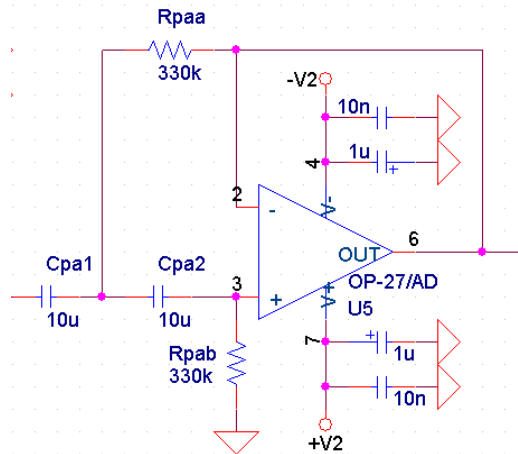 Rpaa
330k
-V2
10n
1u
+
4
2
-
V-
OUT
6
Cpa1
Cpa2
3
+
OP-27/AD
10u
10u
V+
U5
Rpab
330k
7
+
1u
10n
+V2